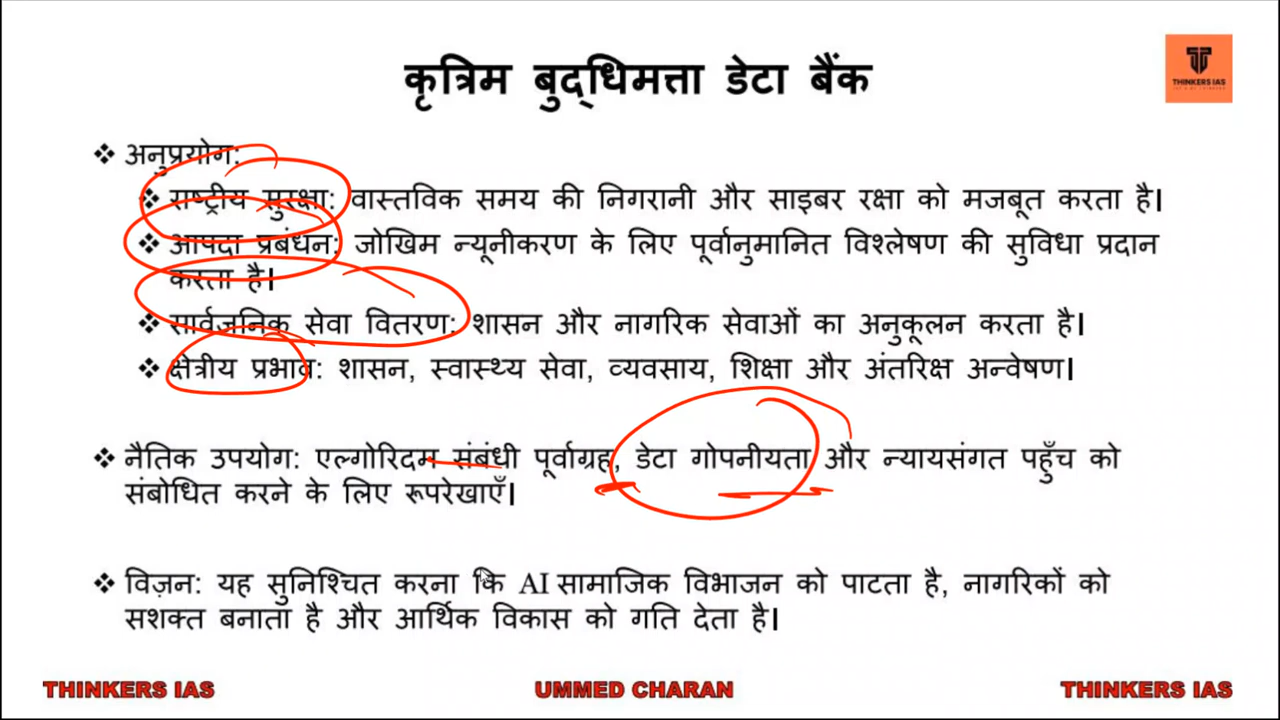 कृत्रिम बुद्धिमत्ता डेटा बैंक
THINKERS IAS
❖ अनुप्रयोग:
❖ राष्ट्रीय सुरक्षा: वास्तविक समय की निगरानी और साइबर रक्षा को मजबूत करता है।
❖ आपदा प्रबंधन: जोखिम न्यूनीकरण के लिए पूर्वानुमानित विश्लेषण की सुविधा प्रदान
करता है।
❖ सार्वजनिक सेवा वितरण: शासन और नागरिक सेवाओं का अनुकूलन करता है।
❖ क्षेत्रीय प्रभाव: शासन, स्वास्थ्य सेवा, व्यवसाय, शिक्षा और अंतरिक्ष अन्वेषण।
❖ नैतिक उपयोग: एल्गोरिदम संबंधी पूर्वाग्रह, डेटा गोपनीयता और न्यायसंगत पहुँच को
संबोधित करने के लिए रूपरेखाएँ।
❖ विज़न: यह सुनिश्चित करना कि AI सामाजिक विभाजन को पाटता है, नागरिकों को
सशक्त बनाता है और आर्थिक विकास को गति देता है।
THINKERS IAS
UMMED CHARAN
THINKERS IAS